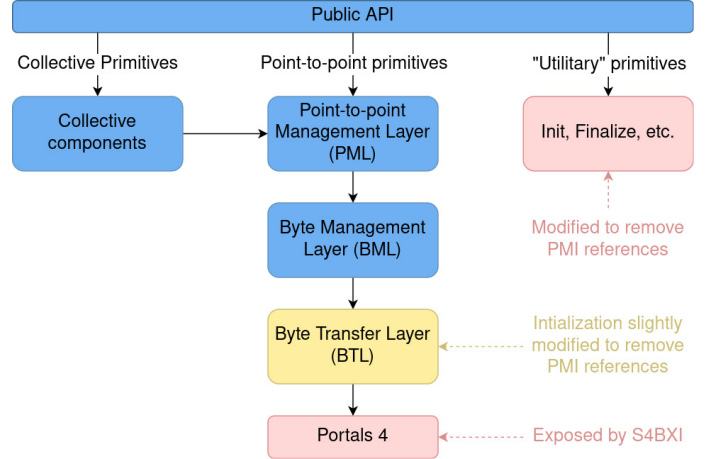 Public API
Collective Primitives
Point-to-point primitives
"Utilitary" primitives
Collective
components
Point-to-point
Management Layer
(PML)
Init, Finalize, etc.
Modified to remove
PMI references
Byte Management
Layer (BML)
Byte Transfer Layer
(BTL)
Intialization slightly
modified to remove
PMI references
Portals 4
Exposed by S4BXI